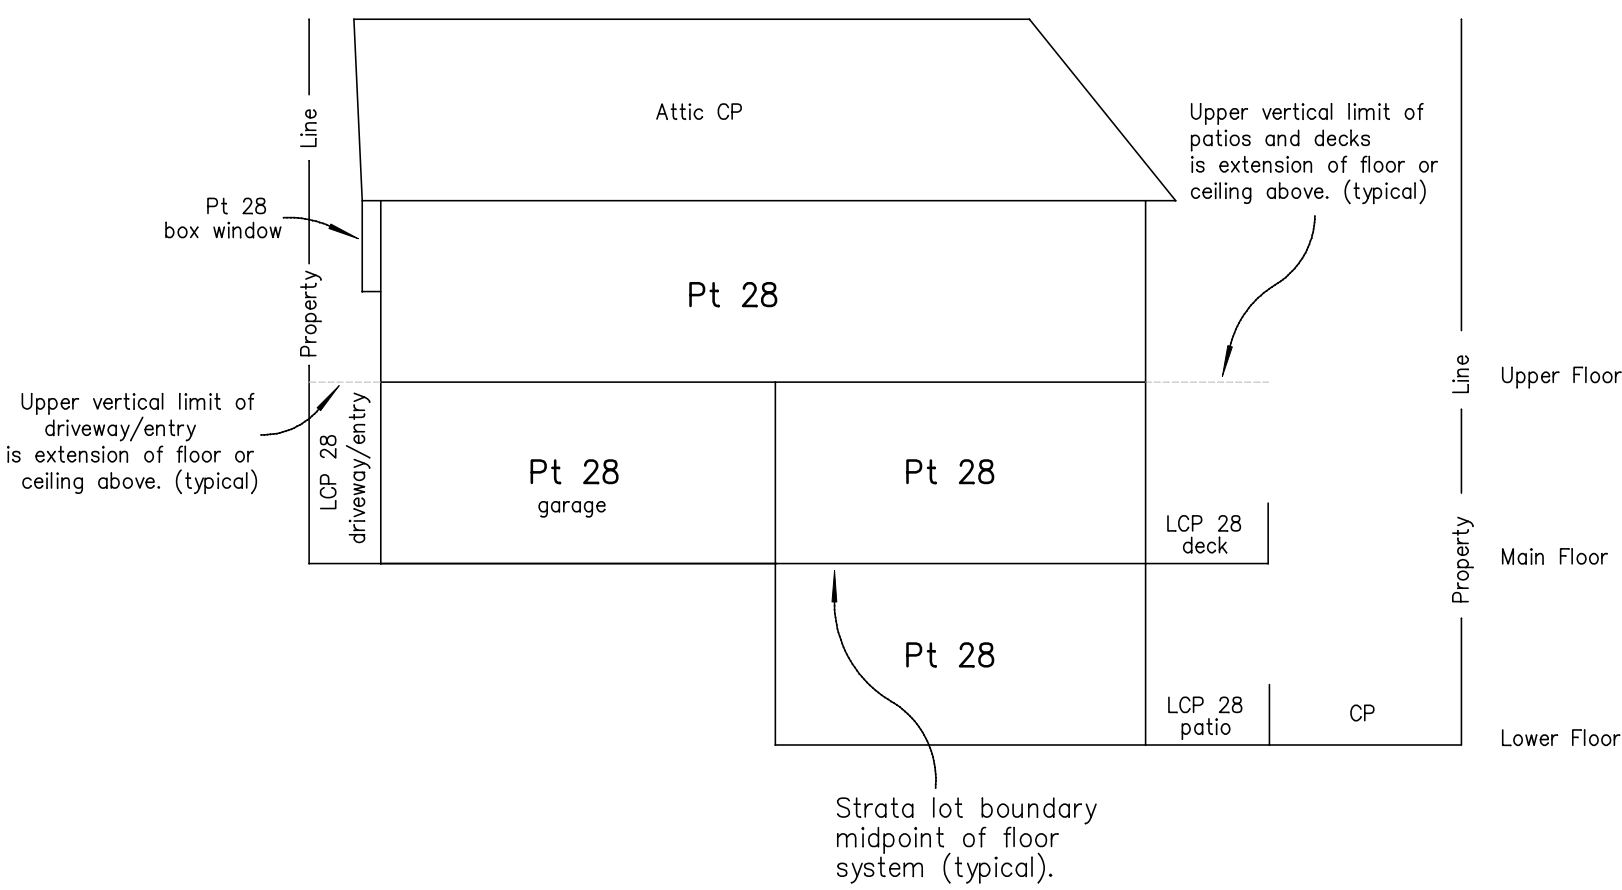 Attic CP
Upper vertical limit of
patios and decks
is extension of floor or
ceiling above. (typical)
Property Line
Pt 28
box window
Pt 28
Upper vertical limit of
driveway/entry
is extension of floor or
ceiling above. (typical)
LCP 28
driveway/entry
Pt 28
garage
Pt 28
LCP 28
deck
Property Line
Upper Floor
Main Floor
Pt 28
LCP 28
patio
CP
Lower Floor
Strata lot boundary
midpoint of floor
system (typical).